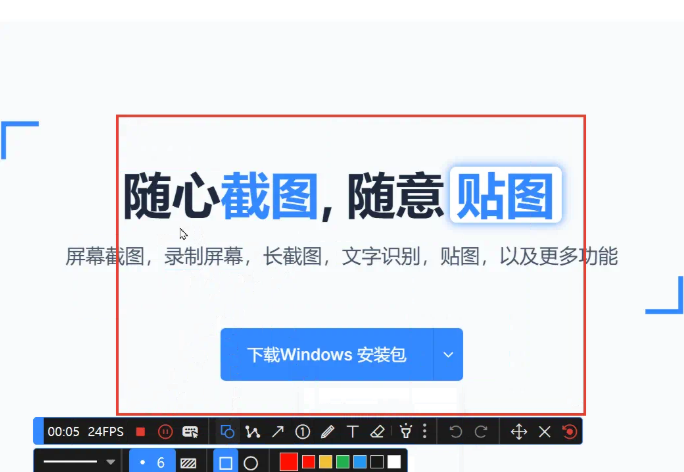 随心截图, 随意 贴图
屏幕截图，录制屏幕，长截图，文字识别，贴图，以及更多功能
下载Windows 安装包
00:05 24FPS
6